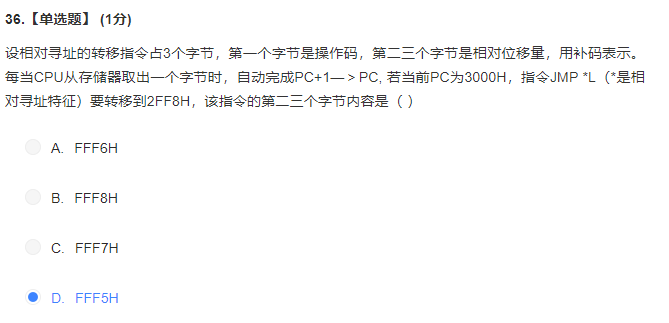 36.【单选题】 (1分)
设相对寻址的转移指令占3个字节，第一个字节是操作码，第二三个字节是相对位移量，用补码表示。
每当CPU从存储器取出一个字节时，自动完成PC+1—＞PC, 若当前PC为3000H，指令JMP *L（*是相
对寻址特征）要转移到2FF8H，该指令的第二三个字节内容是（ ）
A. FFF6H
B. FFF8H
C. FFF7H
D. FFF5H